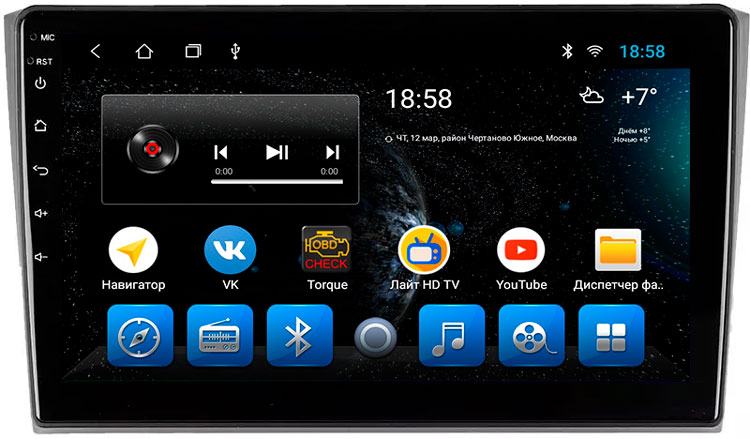 MIC
RST
18:58
18:58
+7°
ЧТ, 12 мар, район Чертаново Южное, Москва
Днём +8°
Ночью +5°
0:00
0:00
OBD
CHECK
Навигатор
VK
Torque
Лайт HD TV
YouTube
Диспетчер фа..